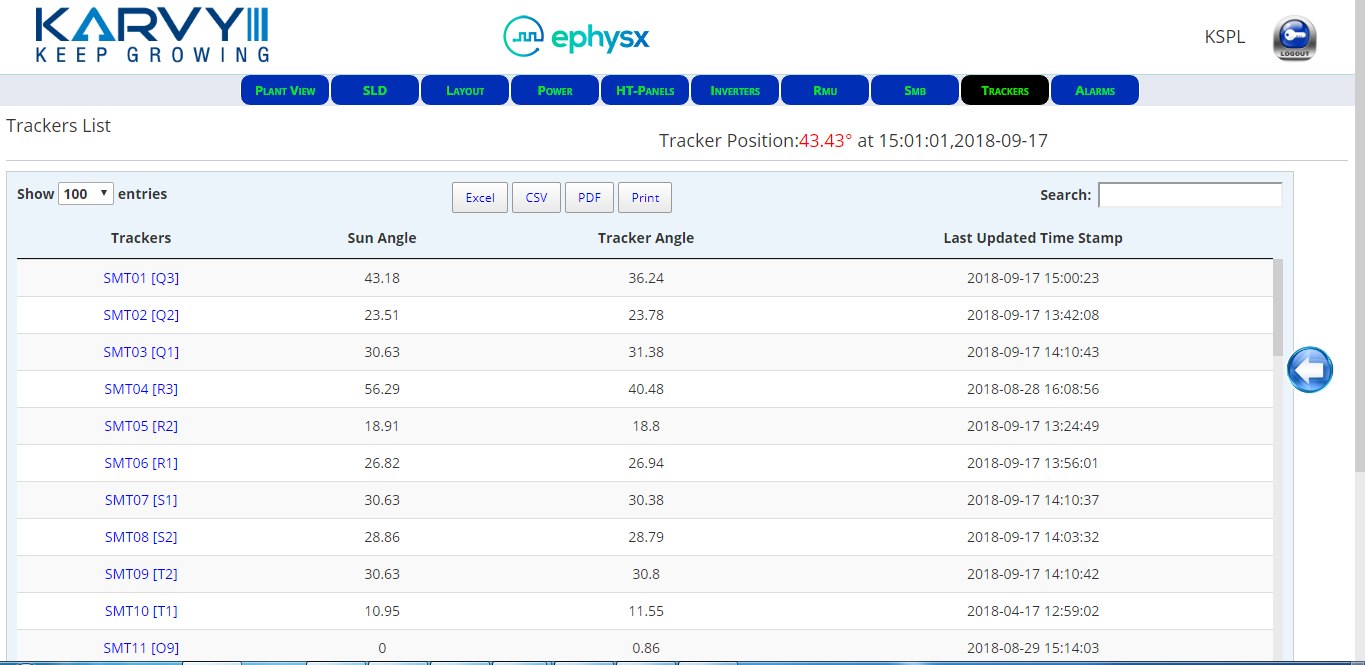 KARVY
KEEP GROWING
ephysx
KSPL
LOGOUT
Plant View SLD Layout Power HT-Panels Inverters Rmu Smb Trackers Alarms
Trackers List
Tracker Position:43.43° at 15:01:01,2018-09-17
Show 100 entries Excel CSV PDF Print Search:
Trackers Sun Angle Tracker Angle Last Updated Time Stamp
SMT01 [Q3] 43.18 36.24 2018-09-17 15:00:23
SMT02 [Q2] 23.51 23.78 2018-09-17 13:42:08
SMT03 [Q1] 30.63 31.38 2018-09-17 14:10:43
SMT04 [R3] 56.29 40.48 2018-08-28 16:08:56
SMT05 [R2] 18.91 18.8 2018-09-17 13:24:49
SMT06 [R1] 26.82 26.94 2018-09-17 13:56:01
SMT07 [S1] 30.63 30.38 2018-09-17 14:10:37
SMT08 [S2] 28.86 28.79 2018-09-17 14:03:32
SMT09 [T2] 30.63 30.8 2018-09-17 14:10:42
SMT10 [T1] 10.95 11.55 2018-04-17 12:59:02
SMT11 [O9] 0 0.86 2018-08-29 15:14:03